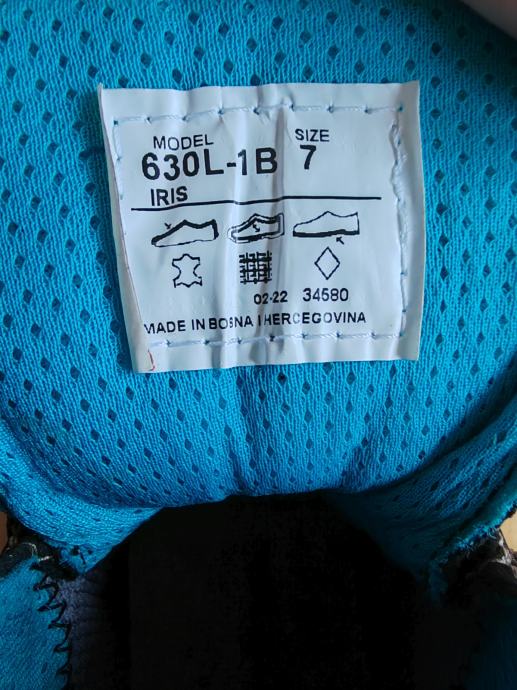 MODEL SIZE
630L-1B 7
IRIS
02-22 34580
MADE IN BOSNA I HERCEGOVINA